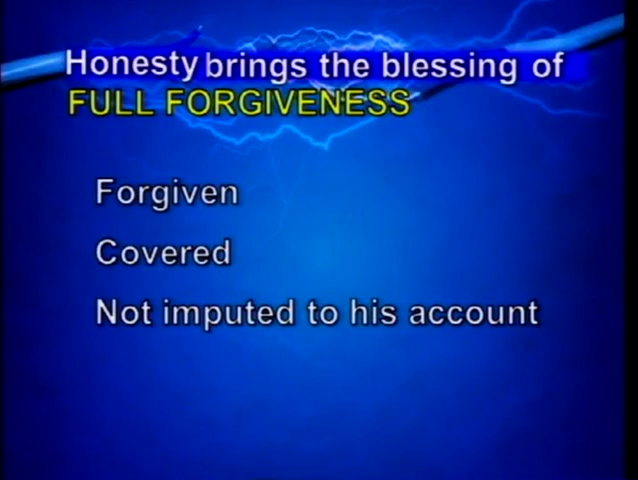 Honesty brings the blessing of
FULL FORGIVENESS
Forgiven
Covered
Not imputed to his account